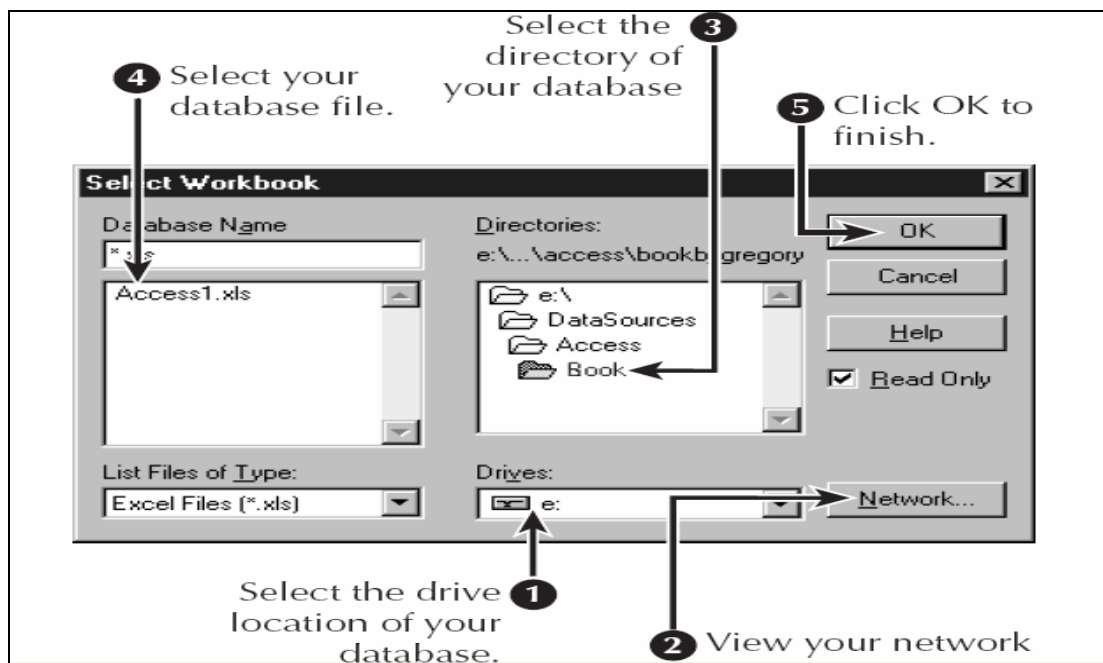 Select the 3
directory of
your database
4 Select your
database file.
5 Click OK to
finish.
Select Workbook
Database Name
Directories:
OK
e:\...\access\bookby gregory
Access1.xls
e:\
DataSources
Access
Book
Cancel
Help
Read Only
List Files of Type:
Excel Files (*.xls)
Drives:
e:
Network...
Select the drive 1
location of your
database.
2 View your network